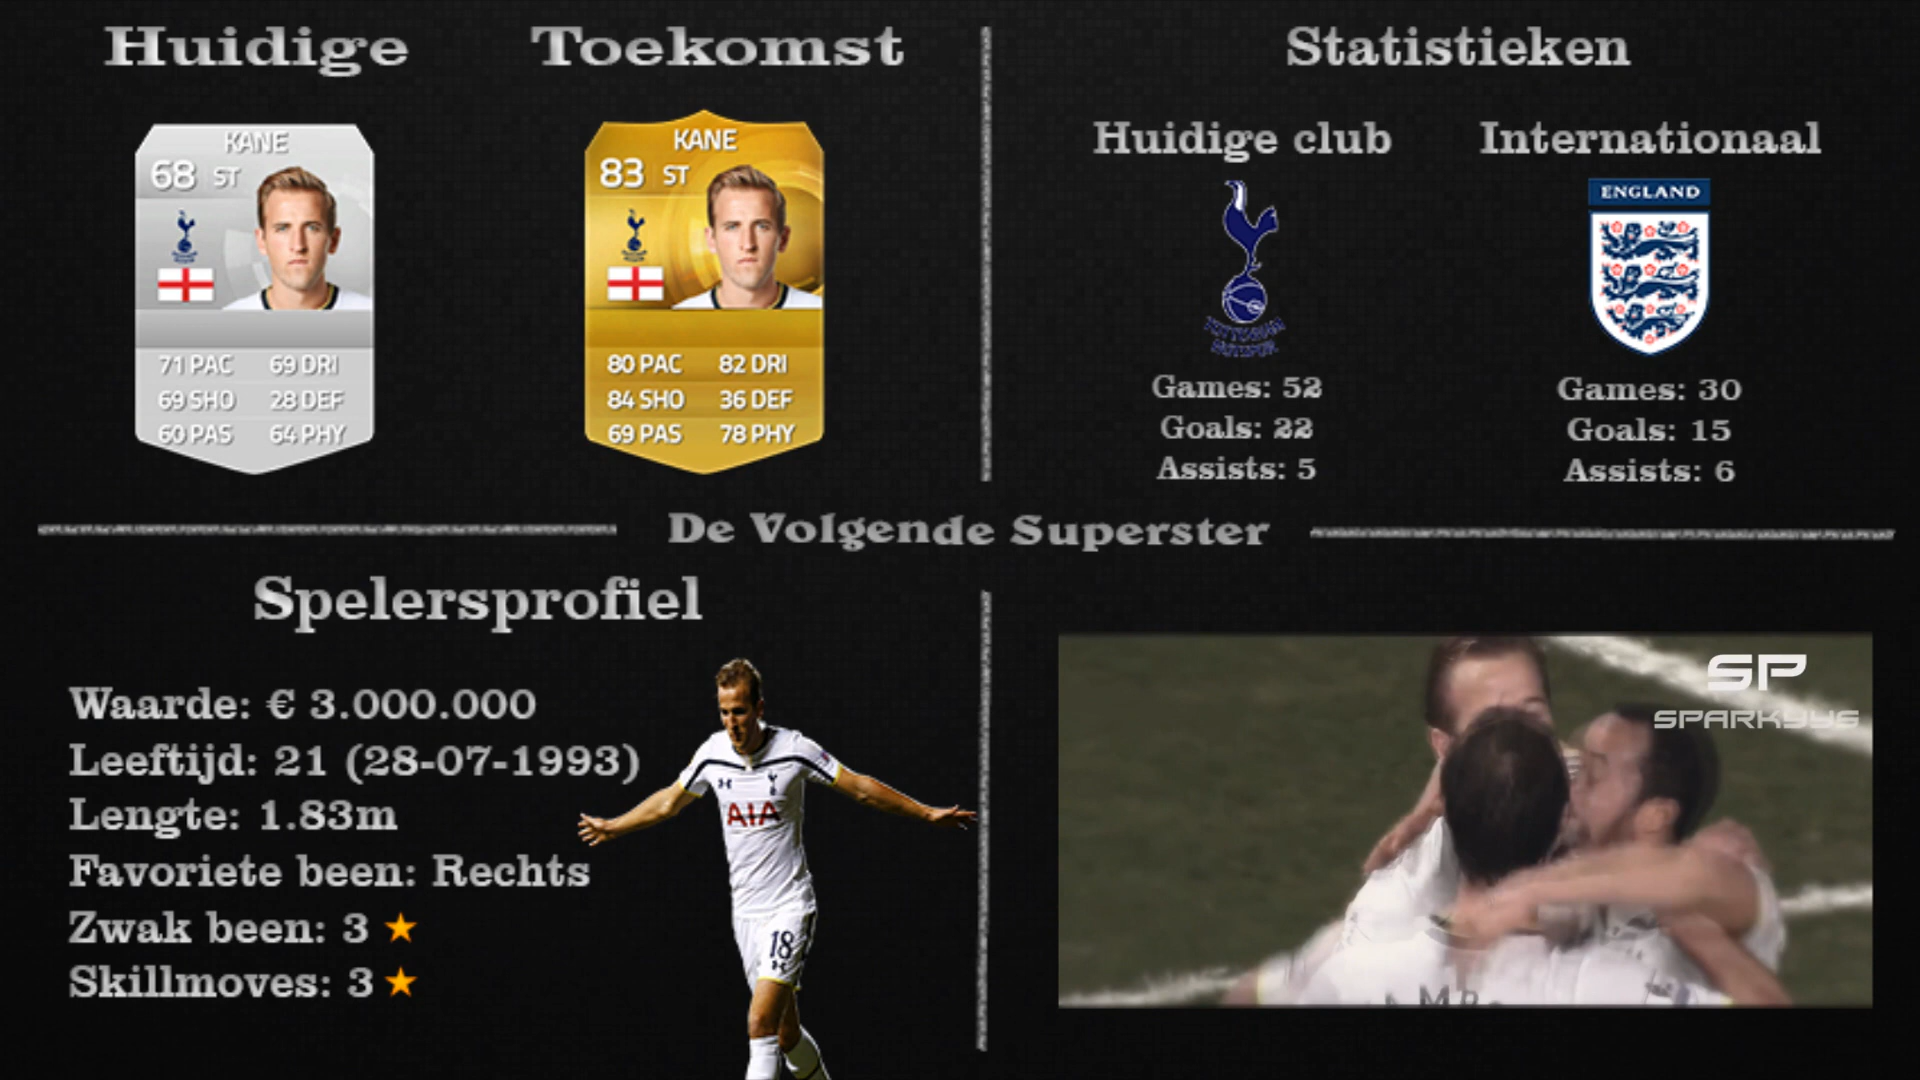 Huidige
Toekomst
KANE
68 ST
71 PAC 69 DRI
69 SHO 28 DEF
60 PAS 64 PHY
KANE
83 ST
80 PAC 82 DRI
84 SHO 36 DEF
69 PAS 78 PHY
Statistieken
Huidige club
TOTTENHAM
HOTSPUR
Games: 52
Goals: 22
Assists: 5
Internationaal
ENGLAND
Games: 30
Goals: 15
Assists: 6
De Volgende Superster
Spelersprofiel
Waarde: € 3.000.000
Leeftijd: 21 (28-07-1993)
Lengte: 1.83m
Favoriete been: Rechts
Zwak been: 3 ★
Skillmoves: 3 ★
AIA
18
SP
SPARKYYG